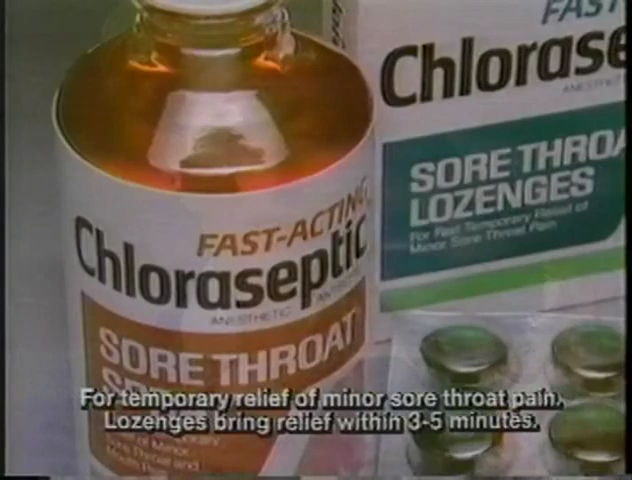 FAST-ACTING
Chloraseptic
ANESTHETIC
SORE THROAT
FAST
Chlorase
SORE THROA
LOZENGES
For Fast Temporary Relief of
Minor Sore Throat Pain
For temporary relief of minor sore throat pain.
Lozenges bring relief within 3-5 minutes.